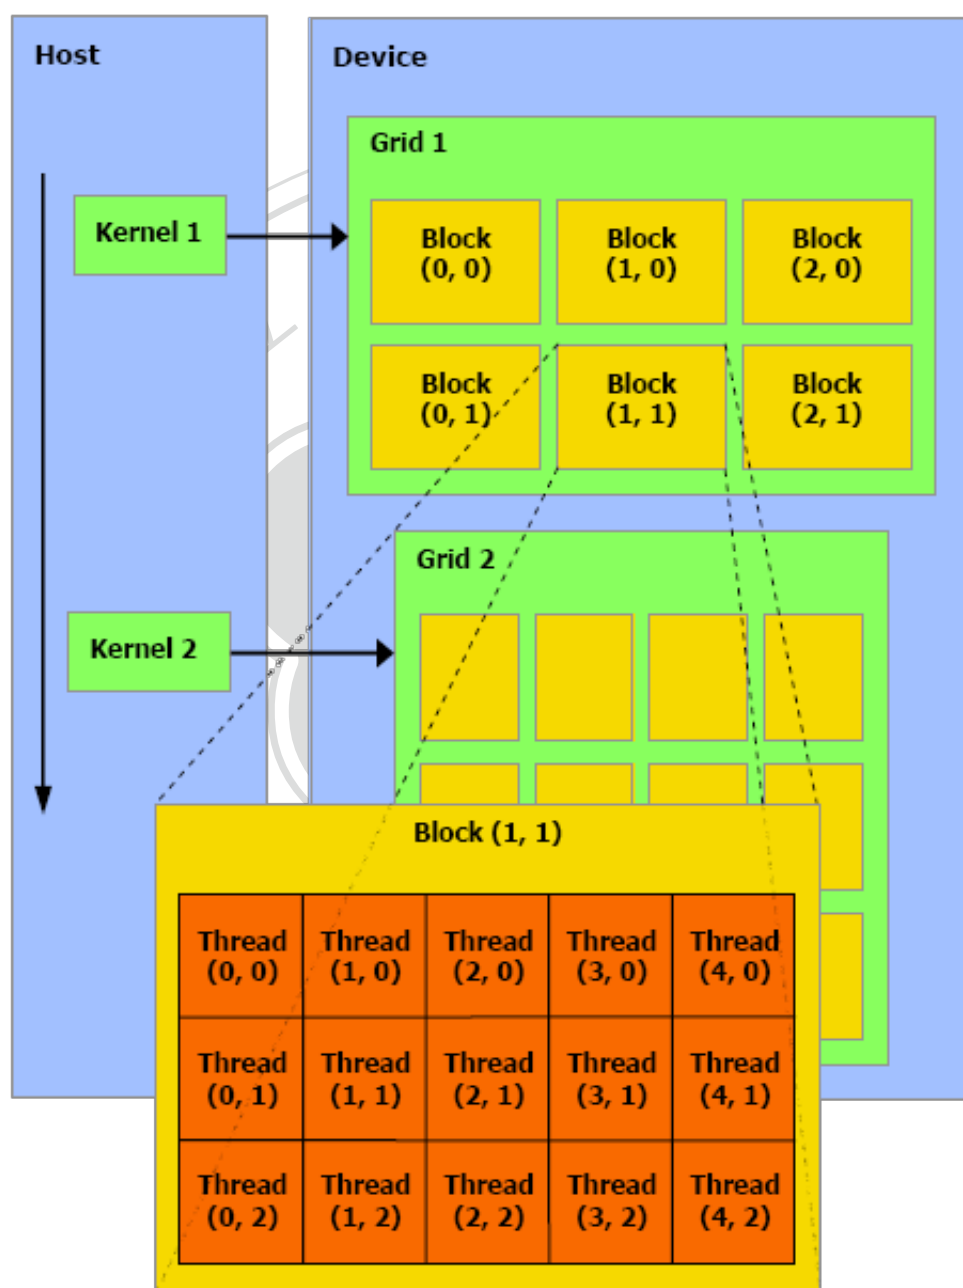 Host
Device
Grid 1
Kernel 1
Block
(0, 0)
Block
(1, 0)
Block
(2, 0)
Block
(0, 1)
Block
(1, 1)
Block
(2, 1)
Grid 2
Kernel 2
Block (1, 1)
Thread
(0, 0)
Thread
(1, 0)
Thread
(2, 0)
Thread
(3, 0)
Thread
(4, 0)
Thread
(0, 1)
Thread
(1, 1)
Thread
(2, 1)
Thread
(3, 1)
Thread
(4, 1)
Thread
(0, 2)
Thread
(1, 2)
Thread
(2, 2)
Thread
(3, 2)
Thread
(4, 2)